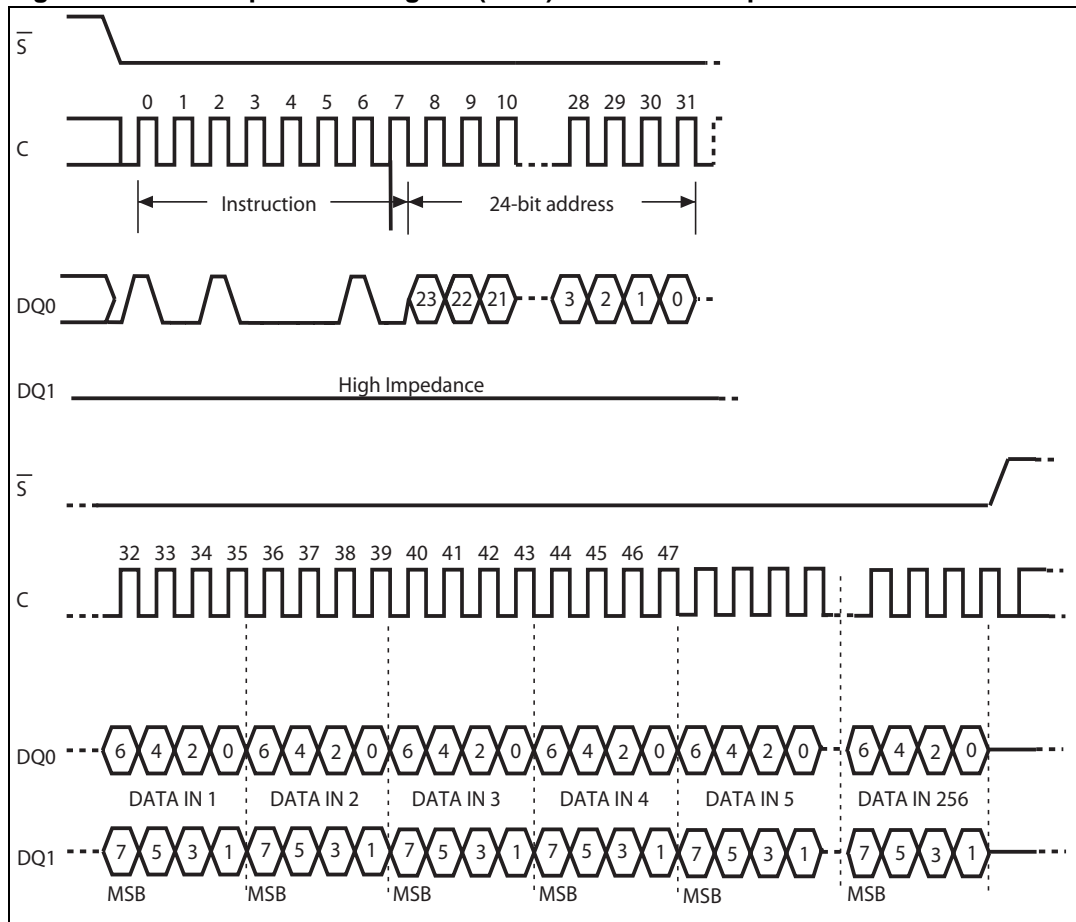 S
0 1 2 3 4 5 6 7 8 9 10 28 29 30 31
C
Instruction 24-bit address
DQ0 23 22 21 3 2 1 0
High Impedance
DQ1
S
32 33 34 35 36 37 38 39 40 41 42 43 44 45 46 47
C
DQ0 6 4 2 0 6 4 2 0 6 4 2 0 6 4 2 0 6 4 2 0 6 4 2 0
DATA IN 1 DATA IN 2 DATA IN 3 DATA IN 4 DATA IN 5 DATA IN 256
DQ1 7 5 3 1 7 5 3 1 7 5 3 1 7 5 3 1 7 5 3 1 7 5 3 1
MSB MSB MSB MSB MSB MSB